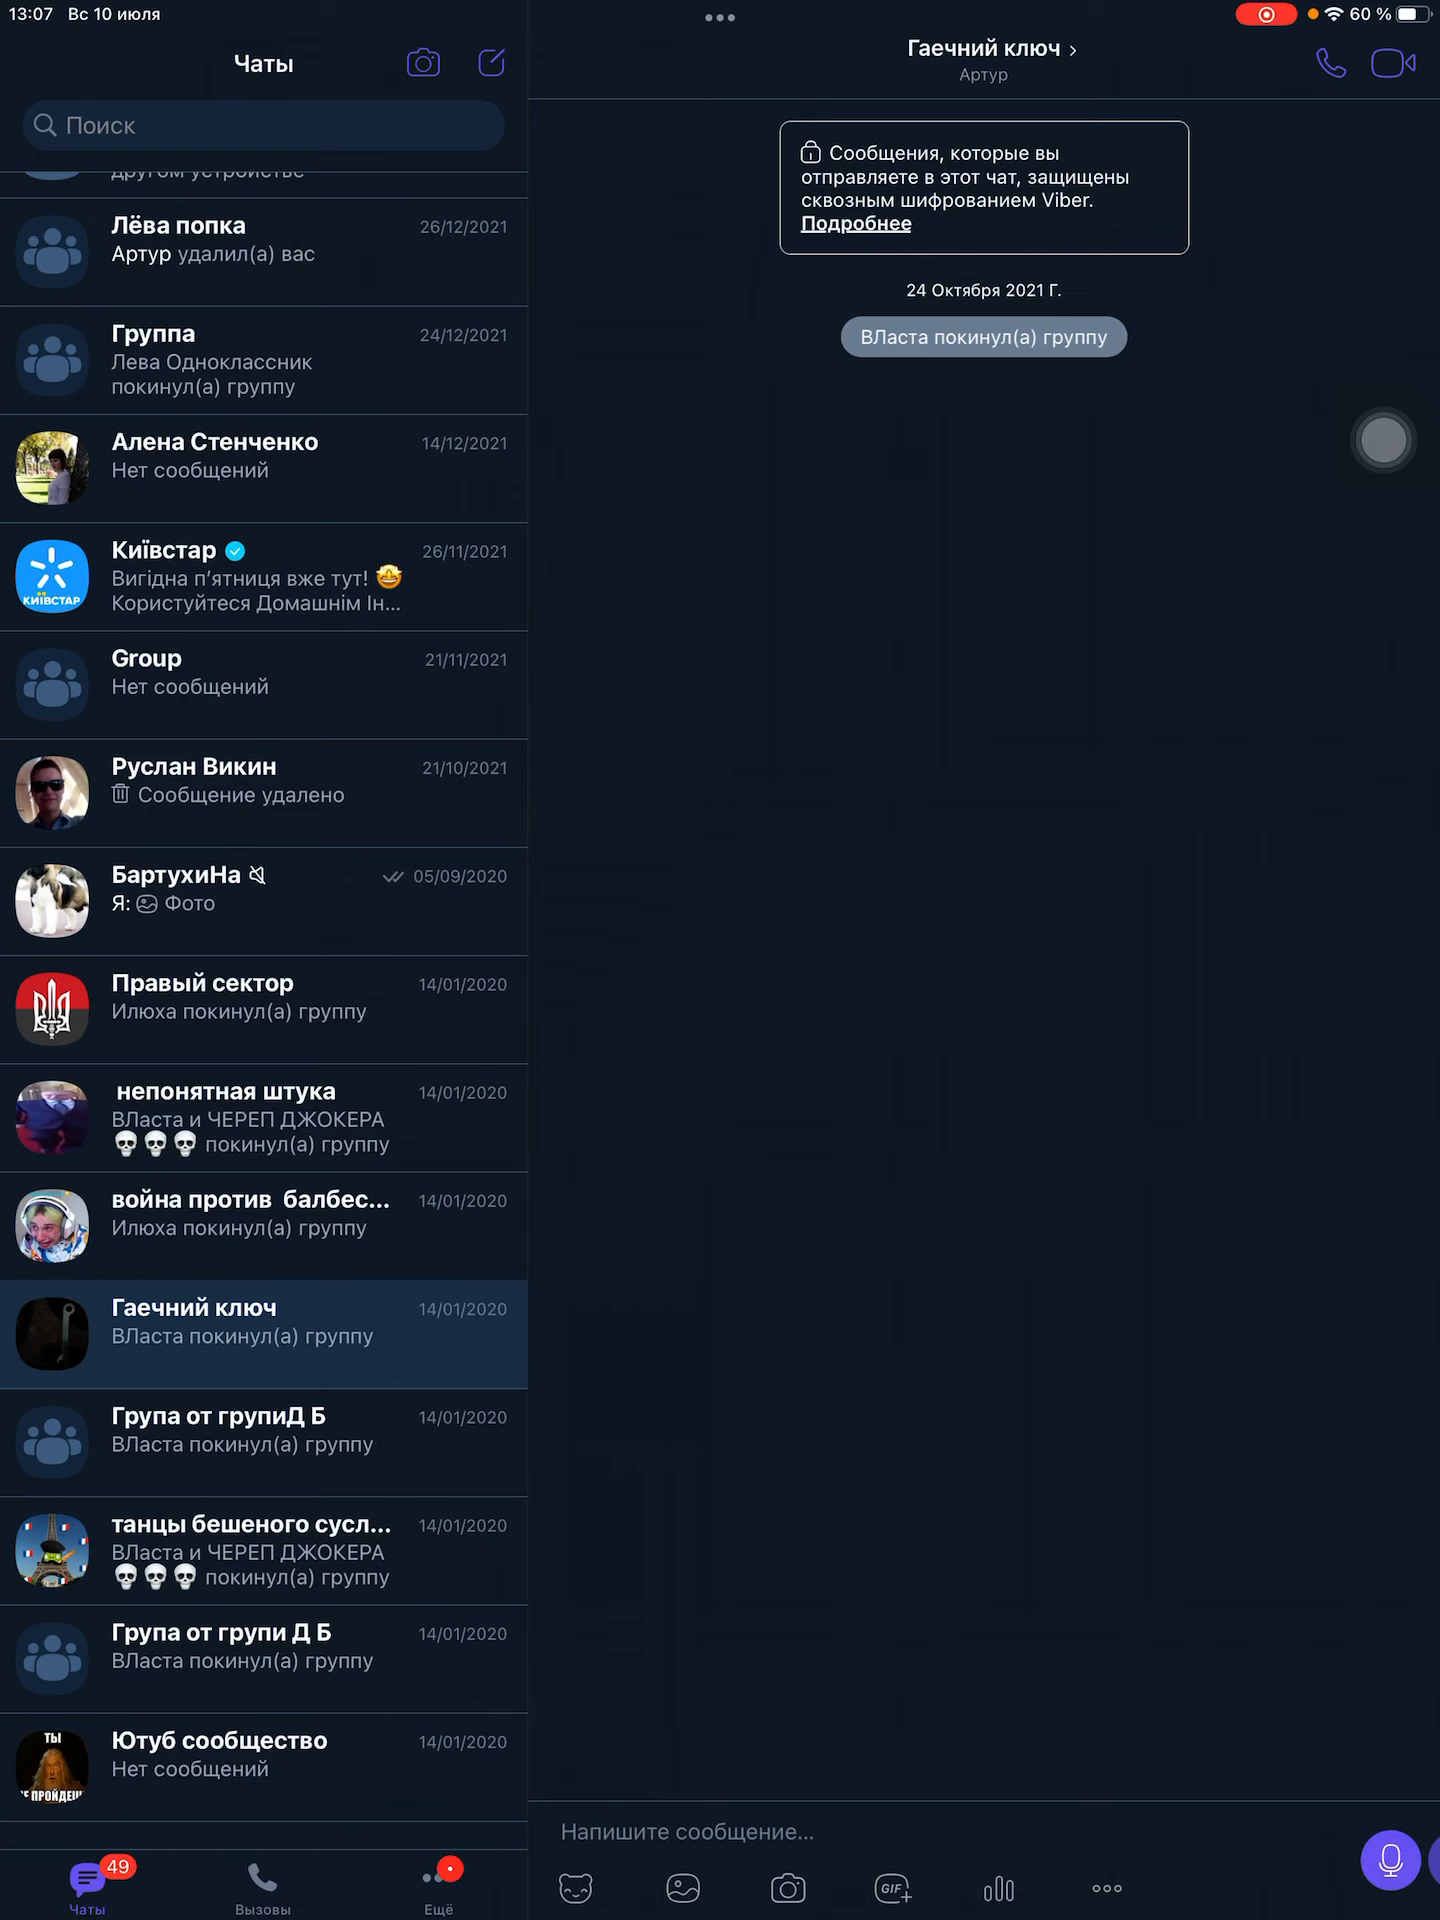 13:07 Вс 10 июля
60 %
Чаты
Поиск
другом устройстве
Лёва попка 26/12/2021
Артур удалил(а) вас
Группа 24/12/2021
Лева Одноклассник
покинул(а) группу
Алена Стенченко 14/12/2021
Нет сообщений
Київстар 26/11/2021
КИЇВСТАР
Вигідна п’ятниця вже тут! 🤩
Користуйтеся Домашнім Ін...
Group 21/11/2021
Нет сообщений
Руслан Викин 21/10/2021
Сообщение удалено
БартухиНа 05/09/2020
Я: Фото
Правый сектор 14/01/2020
Илюха покинул(а) группу
непонятная штука 14/01/2020
ВЛаста и ЧЕРЕП ДЖОКЕРА
💀💀💀 покинул(а) группу
война против балбес... 14/01/2020
Илюха покинул(а) группу
Гаечний ключ 14/01/2020
ВЛаста покинул(а) группу
Група от групиД Б 14/01/2020
ВЛаста покинул(а) группу
танцы бешеного сусл... 14/01/2020
ВЛаста и ЧЕРЕП ДЖОКЕРА
💀💀💀 покинул(а) группу
Група от групи Д Б 14/01/2020
ВЛаста покинул(а) группу
Ютуб сообщество 14/01/2020
Нет сообщений
ТЫ
49
Чаты
Вызовы
Ещё
Гаечний ключ ›
Артур
Сообщения, которые вы
отправляете в этот чат, защищены
сквозным шифрованием Viber.
Подробнее
24 Октября 2021 Г.
ВЛаста покинул(а) группу
Напишите сообщение...
GIF